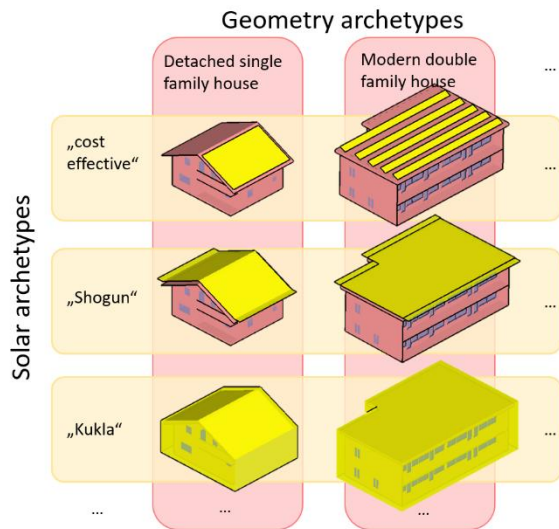 Geometry archetypes
Detached single
family house
Modern double
family house
...
Solar archetypes
„cost
effective“
...
„Shogun“
...
„Kukla“
...
...
...
...